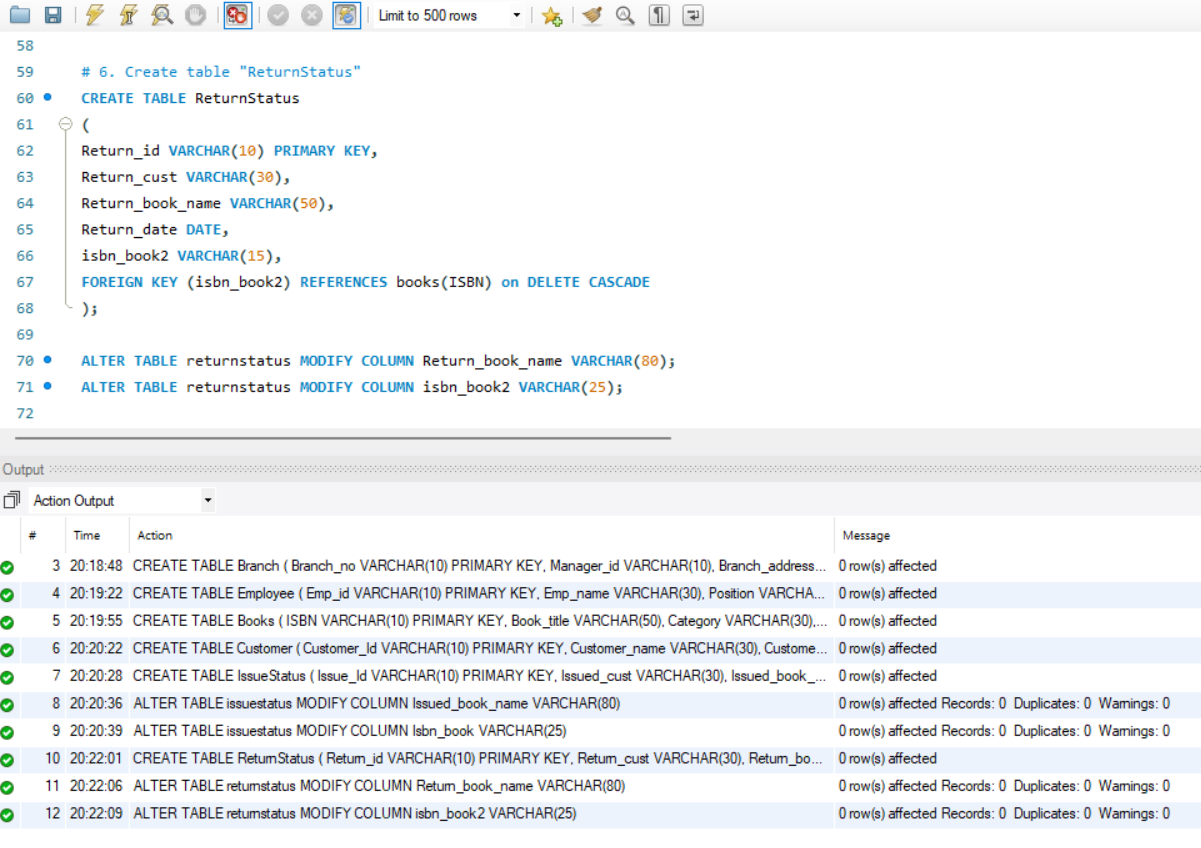 Limit to 500 rows
58
59 # 6. Create table "ReturnStatus"
60 CREATE TABLE ReturnStatus
61 (
62 Return_id VARCHAR(10) PRIMARY KEY,
63 Return_cust VARCHAR(30),
64 Return_book_name VARCHAR(50),
65 Return_date DATE,
66 isbn_book2 VARCHAR(15),
67 FOREIGN KEY (isbn_book2) REFERENCES books(ISBN) on DELETE CASCADE
68 );
69
70 ALTER TABLE returnstatus MODIFY COLUMN Return_book_name VARCHAR(80);
71 ALTER TABLE returnstatus MODIFY COLUMN isbn_book2 VARCHAR(25);
72
Output
Action Output
# Time Action Message
3 20:18:48 CREATE TABLE Branch ( Branch_no VARCHAR(10) PRIMARY KEY, Manager_id VARCHAR(10), Branch_address... 0 row(s) affected
4 20:19:22 CREATE TABLE Employee ( Emp_id VARCHAR(10) PRIMARY KEY, Emp_name VARCHAR(30), Position VARCHA... 0 row(s) affected
5 20:19:55 CREATE TABLE Books ( ISBN VARCHAR(10) PRIMARY KEY, Book_title VARCHAR(50), Category VARCHAR(30),... 0 row(s) affected
6 20:20:22 CREATE TABLE Customer ( Customer_Id VARCHAR(10) PRIMARY KEY, Customer_name VARCHAR(30), Custome... 0 row(s) affected
7 20:20:28 CREATE TABLE IssueStatus ( Issue_Id VARCHAR(10) PRIMARY KEY, Issued_cust VARCHAR(30), Issued_book_... 0 row(s) affected
8 20:20:36 ALTER TABLE issuestatus MODIFY COLUMN Issued_book_name VARCHAR(80) 0 row(s) affected Records: 0 Duplicates: 0 Warnings: 0
9 20:20:39 ALTER TABLE issuestatus MODIFY COLUMN Isbn_book VARCHAR(25) 0 row(s) affected Records: 0 Duplicates: 0 Warnings: 0
10 20:22:01 CREATE TABLE ReturnStatus ( Return_id VARCHAR(10) PRIMARY KEY, Return_cust VARCHAR(30), Return_bo... 0 row(s) affected
11 20:22:06 ALTER TABLE returnstatus MODIFY COLUMN Return_book_name VARCHAR(80) 0 row(s) affected Records: 0 Duplicates: 0 Warnings: 0
12 20:22:09 ALTER TABLE returnstatus MODIFY COLUMN isbn_book2 VARCHAR(25) 0 row(s) affected Records: 0 Duplicates: 0 Warnings: 0